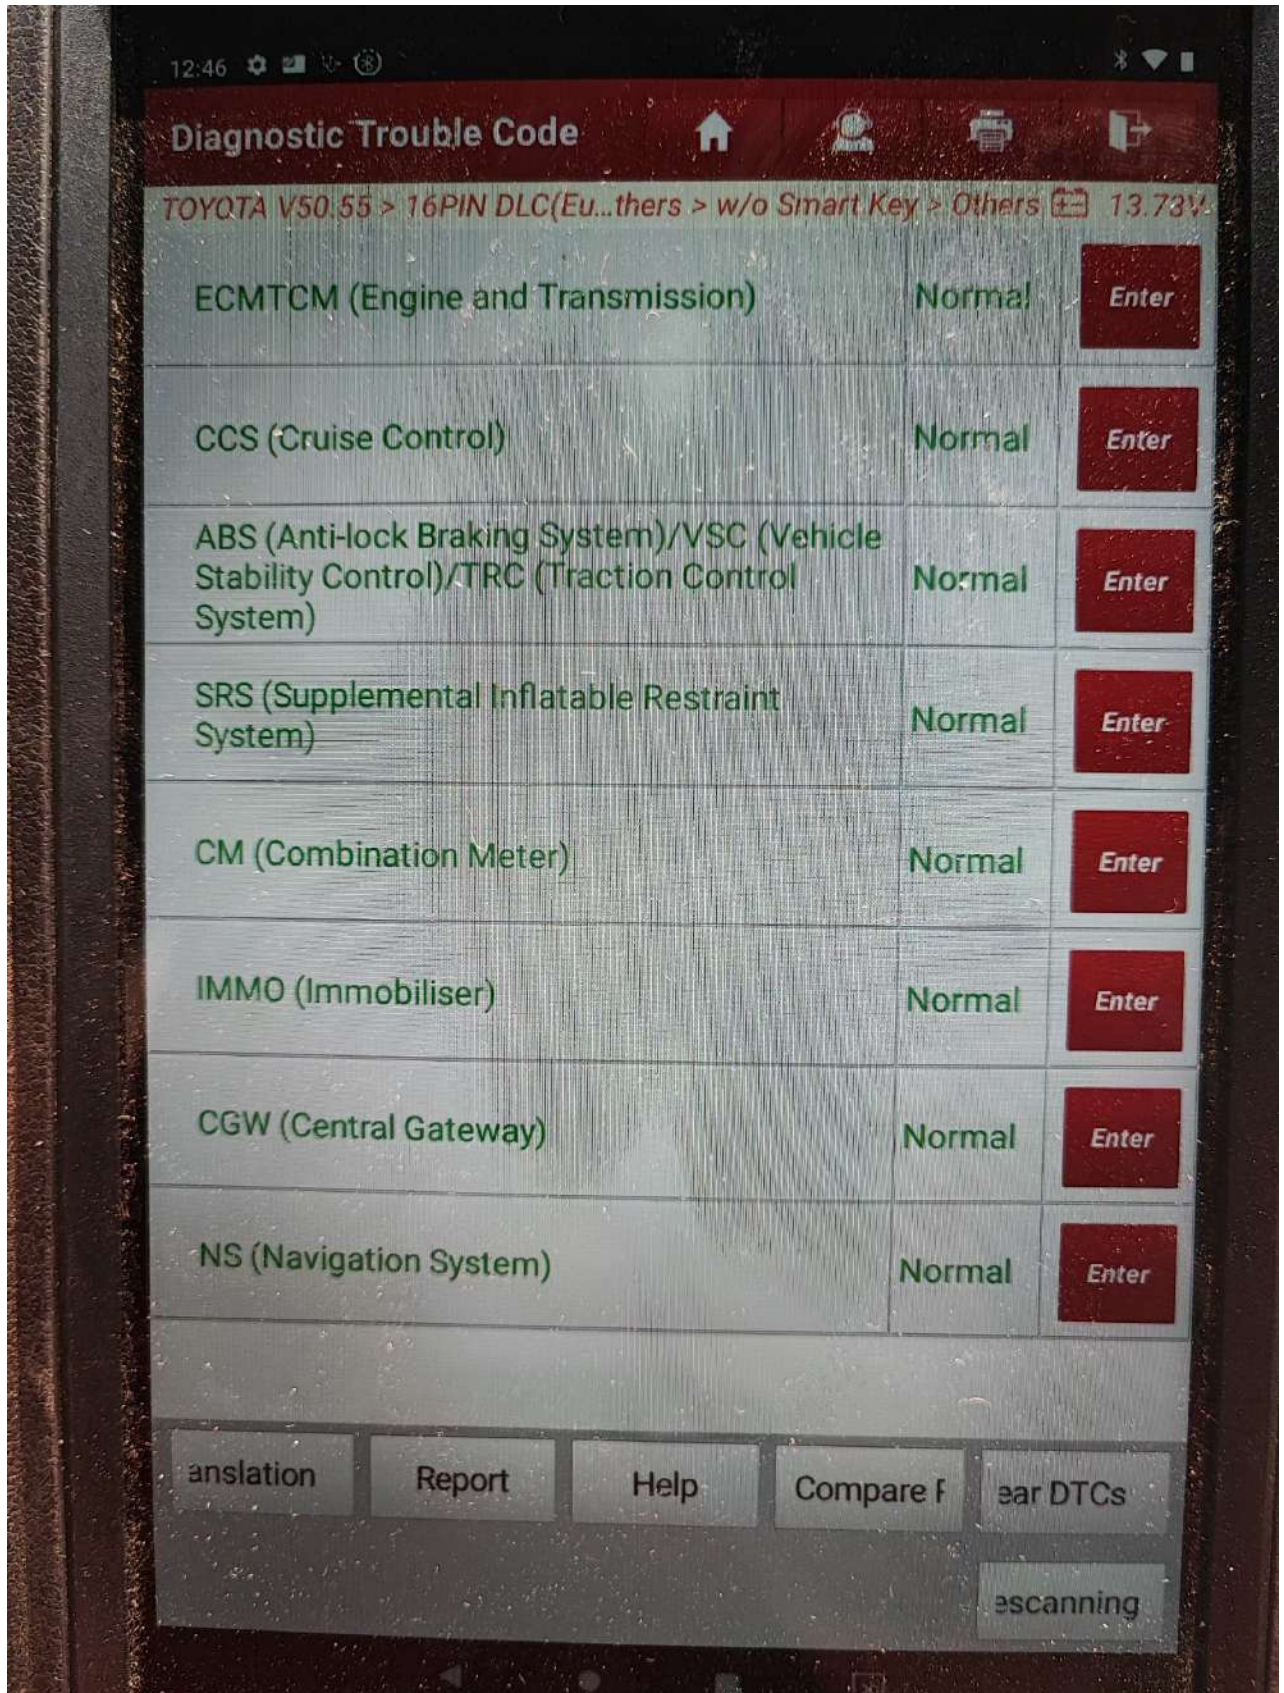 12:46
Diagnostic Trouble Code
TOYOTA V50.55 > 16PIN DLC(Eu...thers > w/o Smart Key > Others 13.73V
ECMTCM (Engine and Transmission) Normal Enter
CCS (Cruise Control) Normal Enter
ABS (Anti-lock Braking System)/VSC (Vehicle
Stability Control)/TRC (Traction Control Normal Enter
System)
SRS (Supplemental Inflatable Restraint
System) Normal Enter
CM (Combination Meter) Normal Enter
IMMO (Immobiliser) Normal Enter
CGW (Central Gateway) Normal Enter
NS (Navigation System) Normal Enter
anslation Report Help Compare F ear DTCs
escanning